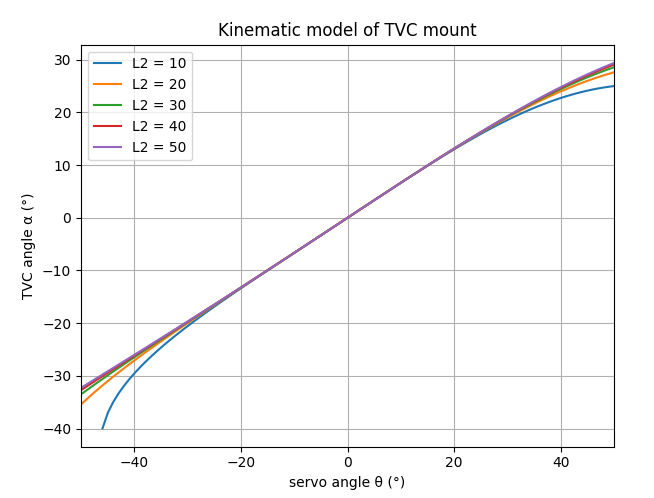 Kinematic model of TVC mount
L2 = 10
L2 = 20
L2 = 30
L2 = 40
L2 = 50
30
20
10
0
−10
−20
−30
−40
TVC angle α (°)
−40
−20
0
20
40
servo angle θ (°)